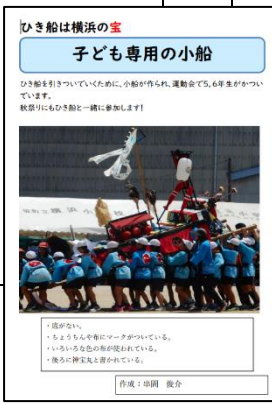 ひき船は横浜の宝
子ども専用の小船
ひき船を引きついでいくために、小船が作られ、運動会で5,6年生がかつい
でいます。
秋祭りにもひき船と一緒に参加します!
・底がない。
・ちょうちんや布にマークがついている。
・いろいろな色の布が使われている。
・後ろに神宝丸と書かれている。
作成:串岡 俊介